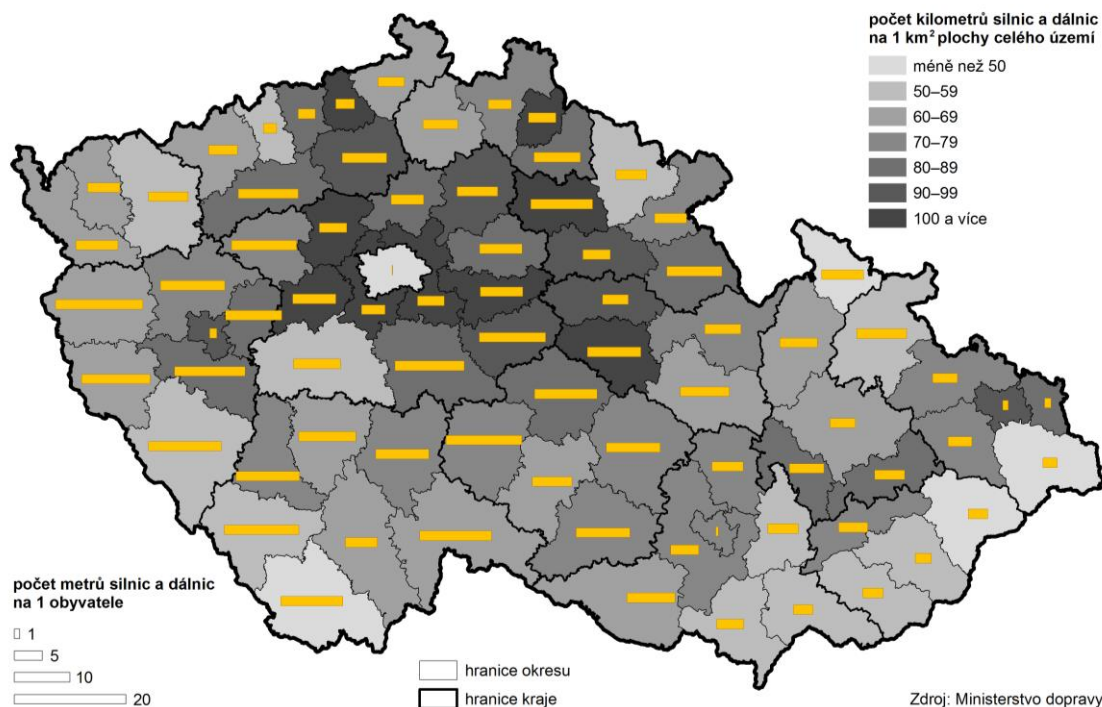 počet kilometrů silnic a dálnic
na 1 km² plochy celého území
méně než 50
50–59
60–69
70–79
80–89
90–99
100 a více
počet metrů silnic a dálnic
na 1 obyvatele
1
5
10
20
hranice okresu
hranice kraje
Zdroj: Ministerstvo dopravy